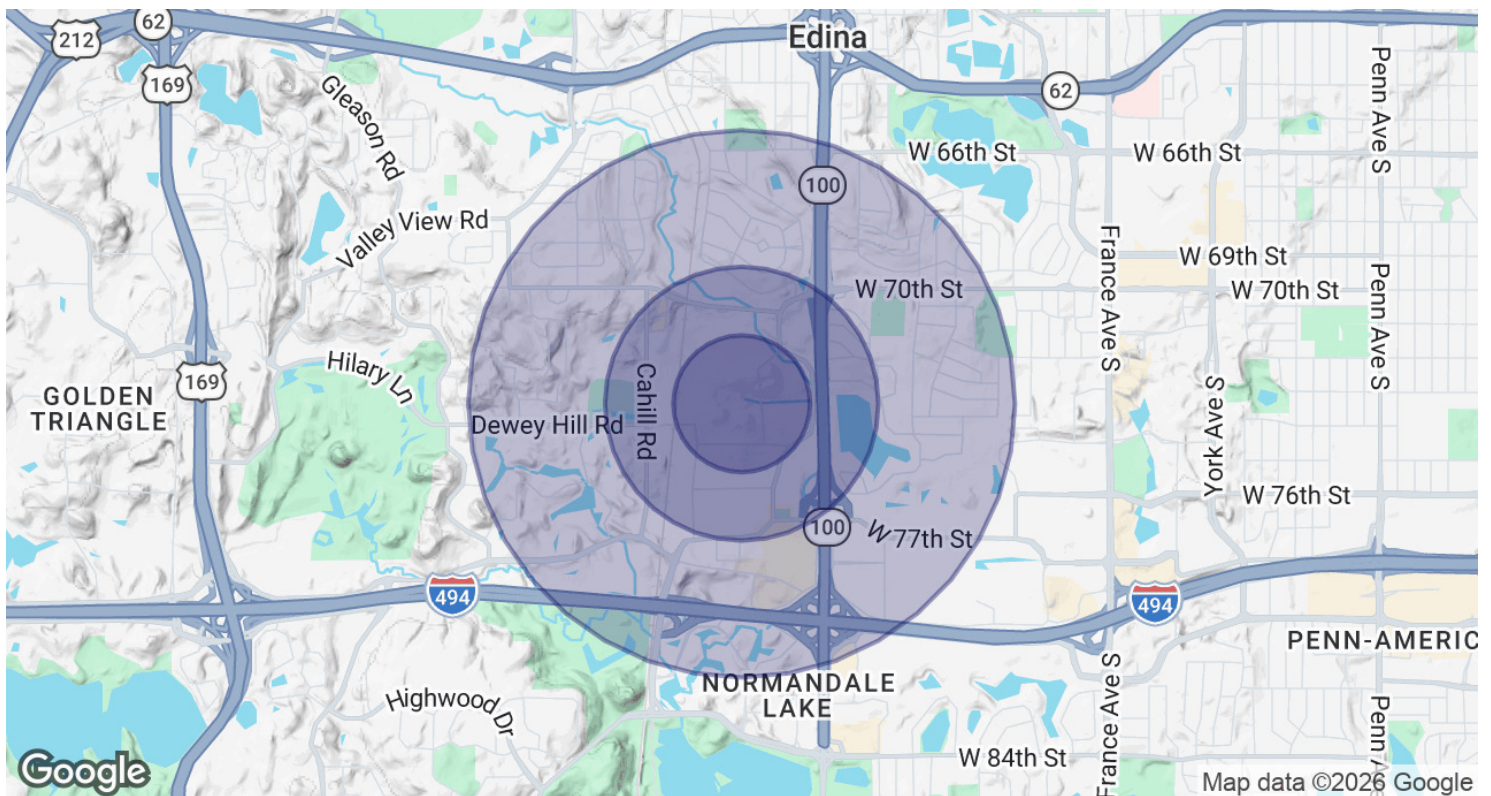 62
Edina
212
169
Gleason Rd
62
Penn Ave S
W 66th St
W 66th St
100
Valley View Rd
France Ave S
W 69th St
W 70th St
W 70th St
Penn Ave S
Hilary Ln
169
GOLDEN
TRIANGLE
Cahill Rd
York Ave S
Dewey Hill Rd
W 76th St
100
W 77th St
494
494
PENN-AMERIC
NORMANDALE
LAKE
Highwood Dr
France Ave S
Penn A
W 84th St
Google
Map data ©2026 Google